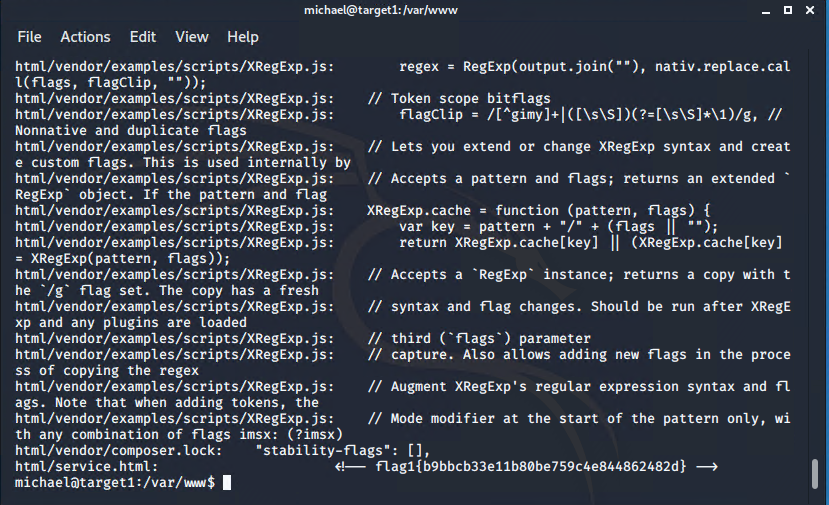 michael@target1:/var/www
File Actions Edit View Help
html/vendor/examples/scripts/XRegExp.js:        regex = RegExp(output.join(""), nativ.replace.cal
l(flags, flagClip, ""));
html/vendor/examples/scripts/XRegExp.js:    // Token scope bitflags
html/vendor/examples/scripts/XRegExp.js:        flagClip = /[^gimy]+|([\s\S])(?=[\s\S]*\1)/g, //
Nonnative and duplicate flags
html/vendor/examples/scripts/XRegExp.js:    // Lets you extend or change XRegExp syntax and creat
e custom flags. This is used internally by
html/vendor/examples/scripts/XRegExp.js:    // Accepts a pattern and flags; returns an extended `
RegExp` object. If the pattern and flag
html/vendor/examples/scripts/XRegExp.js:    XRegExp.cache = function (pattern, flags) {
html/vendor/examples/scripts/XRegExp.js:        var key = pattern + "/" + (flags || "");
html/vendor/examples/scripts/XRegExp.js:        return XRegExp.cache[key] || (XRegExp.cache[key]
= XRegExp(pattern, flags));
html/vendor/examples/scripts/XRegExp.js:    // Accepts a `RegExp` instance; returns a copy with t
he `/g` flag set. The copy has a fresh
html/vendor/examples/scripts/XRegExp.js:    // syntax and flag changes. Should be run after XRegE
xp and any plugins are loaded
html/vendor/examples/scripts/XRegExp.js:    // third (`flags`) parameter
html/vendor/examples/scripts/XRegExp.js:    // capture. Also allows adding new flags in the proce
ss of copying the regex
html/vendor/examples/scripts/XRegExp.js:    // Augment XRegExp's regular expression syntax and fl
ags. Note that when adding tokens, the
html/vendor/examples/scripts/XRegExp.js:    // Mode modifier at the start of the pattern only, wi
th any combination of flags imsx: (?imsx)
html/vendor/composer.lock:    "stability-flags": [],
html/service.html:                      <!-- flag1{b9bbcb33e11b80be759c4e844862482d} -->
michael@target1:/var/www$